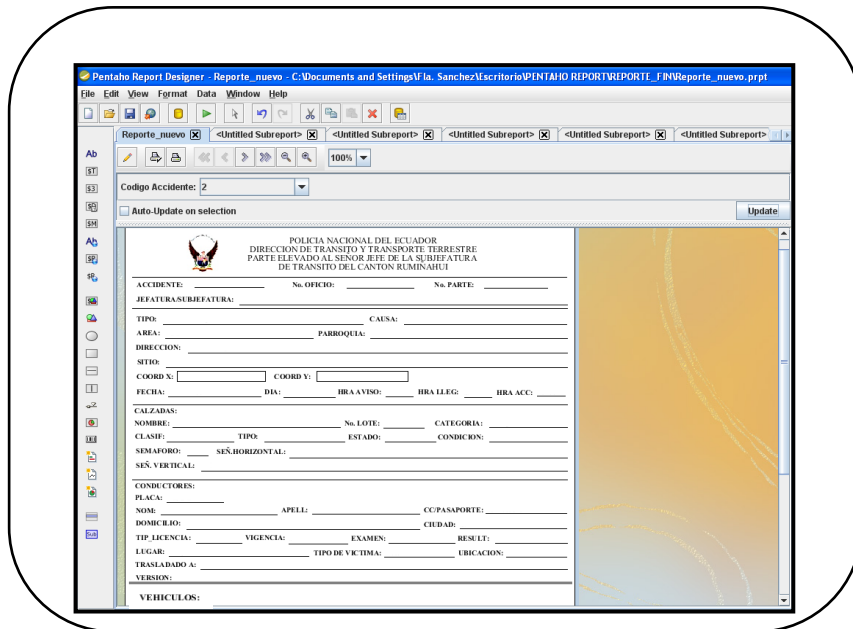 Pentaho Report Designer - Reporte_nuevo - C:\Documents and Settings\Fla. Sanchez\Escritorio\PENTAHO REPORT\REPORTE_FIN\Reporte_nuevo.prpt
File Edit View Format Data Window Help
Reporte_nuevo <Untitled Subreport> <Untitled Subreport> <Untitled Subreport> <Untitled Subreport> <Untitled Subreport>
100%
Codigo Accidente: 2
Auto-Update on selection Update
POLICIA NACIONAL DEL ECUADOR
DIRECCION DE TRANSITO Y TRANSPORTE TERRESTRE
PARTE ELEVADO AL SEÑOR JEFE DE LA SUBJEFATURA
DE TRANSITO DEL CANTON RUMIÑAHUI
ACCIDENTE: No. OFICIO: No. PARTE:
JEFATURA/SUBJEFATURA:
TIPO: CAUSA:
AREA: PARROQUIA:
DIRECCION:
SITIO:
COORD X: COORD Y:
FECHA: DIA: HRA AVISO: HRA LLEG: HRA ACC:
CALZADAS:
NOMBRE: No. LOTE: CATEGORIA:
CLASIF: TIPO: ESTADO: CONDICION:
SEMAFORO: SEÑ.HORIZONTAL:
SEÑ. VERTICAL:
CONDUCTORES:
PLACA:
NOM: APELL: CC/PASAPORTE:
DOMICILIO: CIUDAD:
TIP_LICENCIA: VIGENCIA: EXAMEN: RESULT:
LUGAR: TIPO DE VICTIMA: UBICACION:
TRASLADADO A:
VERSION:
VEHICULOS:
Ab
Ab
Sub